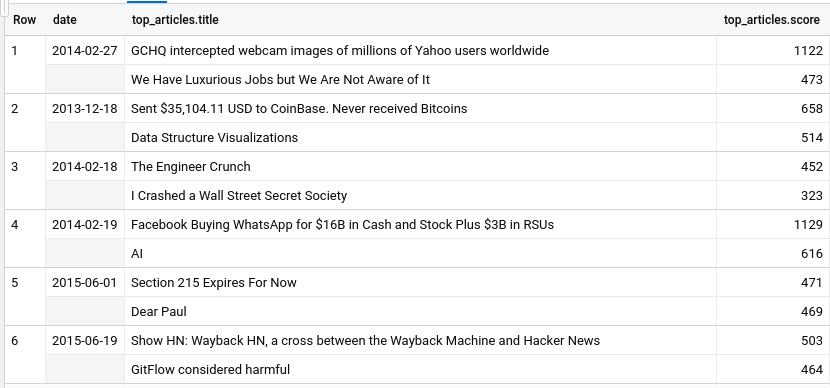 Row date top_articles.title top_articles.score
1 2014-02-27 GCHQ intercepted webcam images of millions of Yahoo users worldwide 1122
We Have Luxurious Jobs but We Are Not Aware of It 473
2 2013-12-18 Sent $35,104.11 USD to CoinBase. Never received Bitcoins 658
Data Structure Visualizations 514
3 2014-02-18 The Engineer Crunch 452
I Crashed a Wall Street Secret Society 323
4 2014-02-19 Facebook Buying WhatsApp for $16B in Cash and Stock Plus $3B in RSUs 1129
AI 616
5 2015-06-01 Section 215 Expires For Now 471
Dear Paul 469
6 2015-06-19 Show HN: Wayback HN, a cross between the Wayback Machine and Hacker News 503
GitFlow considered harmful 464